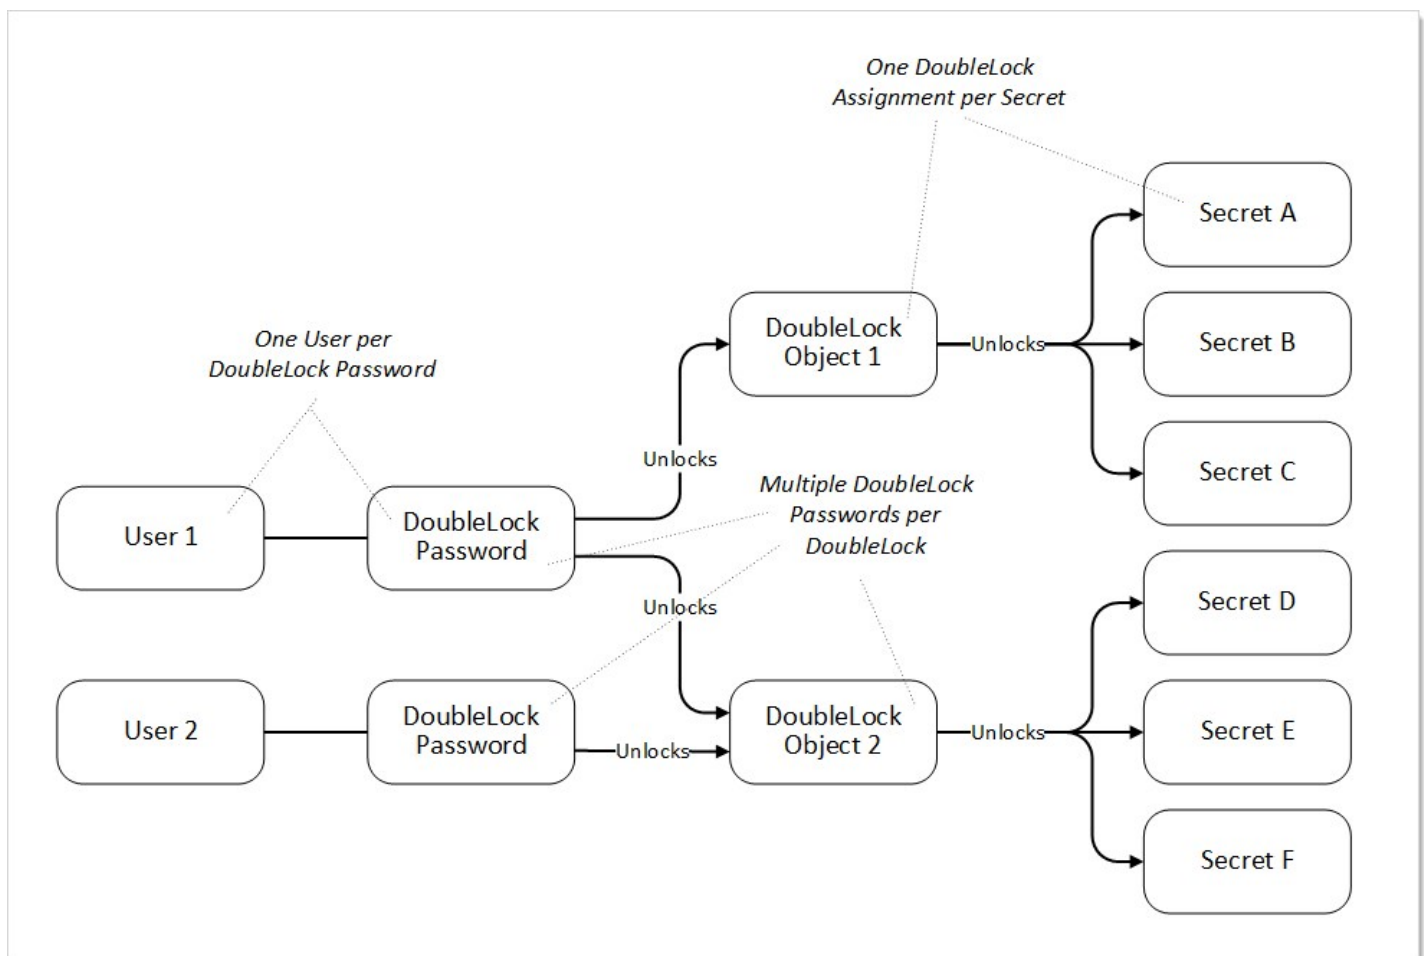 One DoubleLock
Assignment per Secret
Secret A
DoubleLock
Object 1
Unlocks
Secret B
One User per
DoubleLock Password
Secret C
Unlocks
Multiple DoubleLock
Passwords per
DoubleLock
User 1
DoubleLock
Password
Unlocks
Secret D
User 2
DoubleLock
Password
Unlocks
DoubleLock
Object 2
Unlocks
Secret E
Secret F